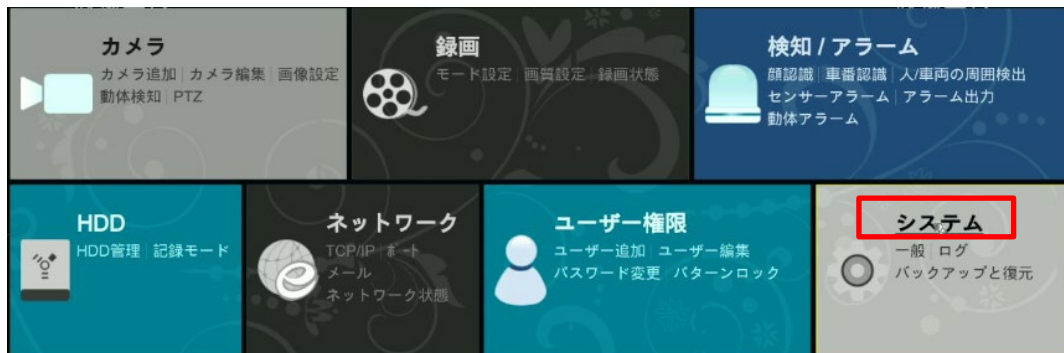 カメラ
カメラ追加 | カメラ編集 | 画像設定
動体検知 | PTZ
録画
モード設定 | 画質設定 | 録画状態
検知 / アラーム
顔認識 | 車番認識 | 人/車両の周囲検出
センサーアラーム | アラーム出力
動体アラーム
HDD
HDD管理 | 記録モード
ネットワーク
TCP/IP | ポート
メール
ネットワーク状態
ユーザー権限
ユーザー追加 | ユーザー編集
パスワード変更 | パターンロック
システム
一般 | ログ
バックアップと復元